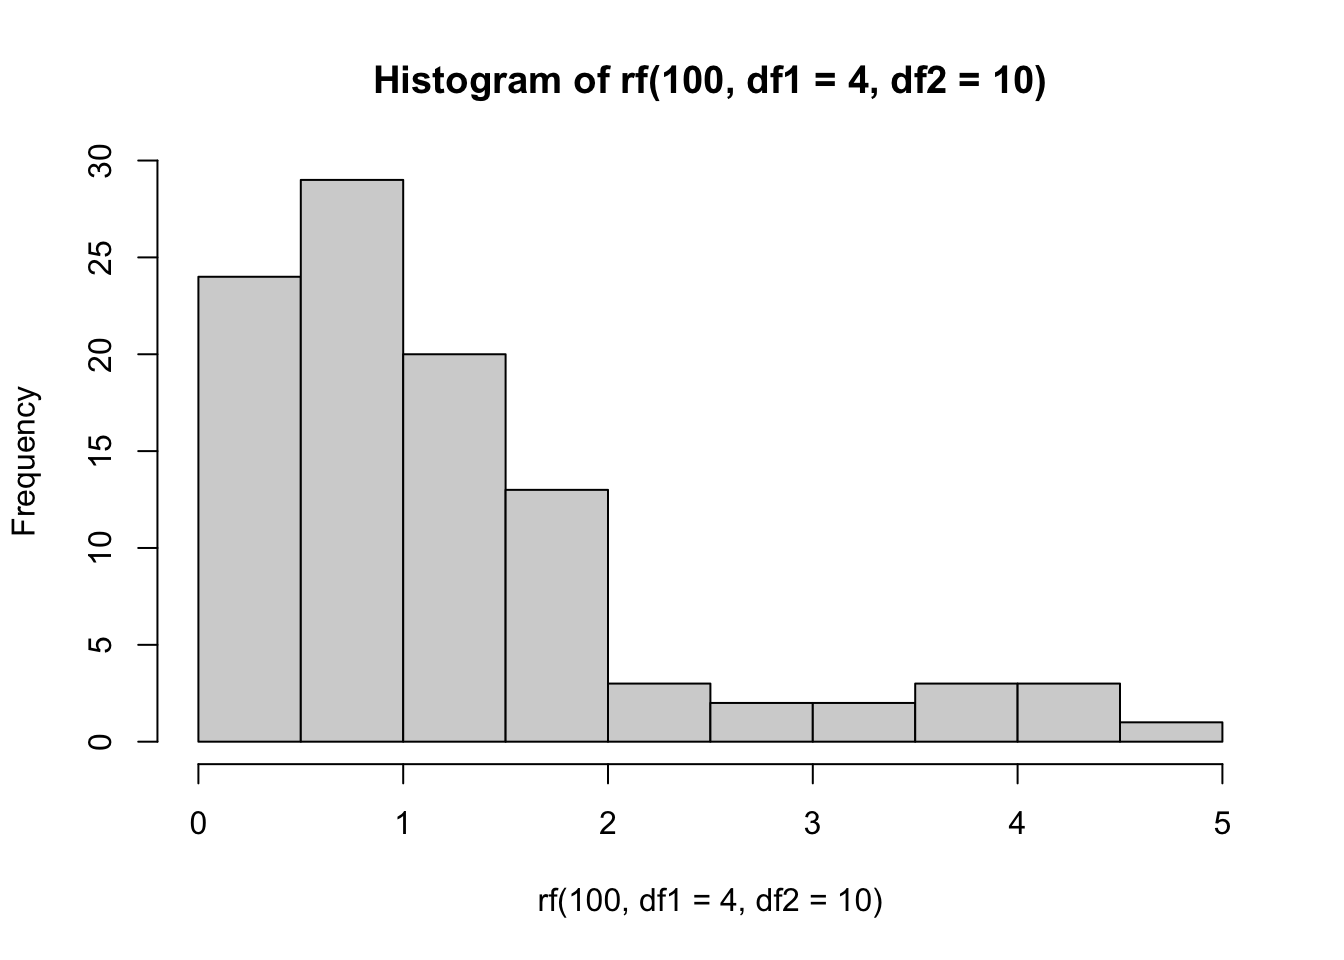 Histogram of rf(100, df1 = 4, df2 = 10)
Frequency
30
25
20
15
10
5
0
0 1 2 3 4 5
rf(100, df1 = 4, df2 = 10)